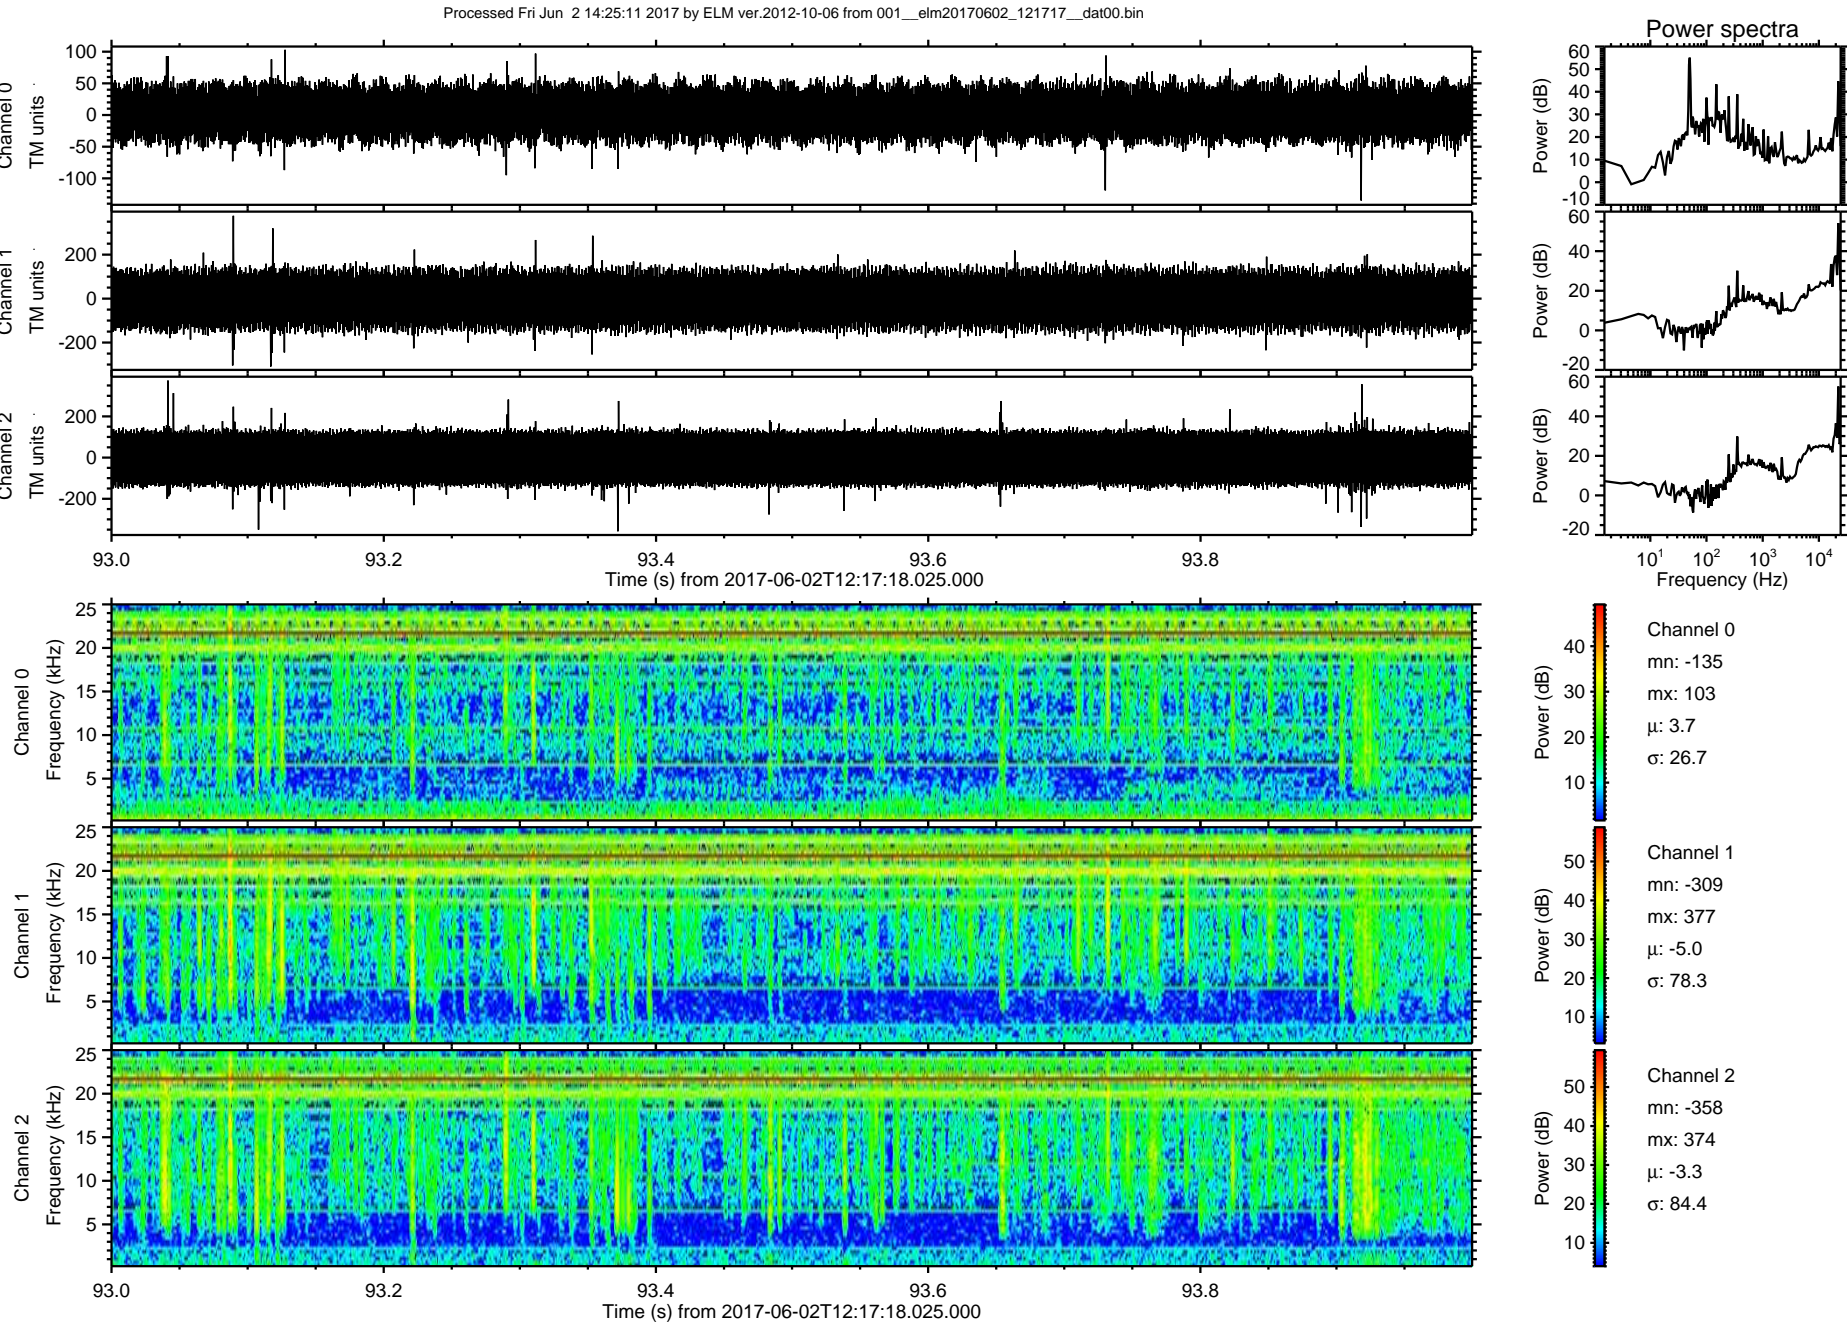 Processed Fri Jun 2 14:25:11 2017 by ELM ver.2012-10-06 from 001__elm20170602_121717__dat00.bin
Power spectra
Channel 0
TM units
100
50
0
-50
-100
Power (dB)
60
50
40
30
20
10
0
-10
Channel 1
TM units
200
0
-200
Power (dB)
60
40
20
0
-20
Channel 2
TM units
200
0
-200
Power (dB)
60
40
20
0
-20
93.0 93.2 93.4 93.6 93.8
Time (s) from 2017-06-02T12:17:18.025.000
10^1 10^2 10^3 10^4
Frequency (Hz)
Channel 0
Frequency (kHz)
25
20
15
10
5
Power (dB)
40
30
20
10
Channel 0
mn: -135
mx: 103
μ: 3.7
σ: 26.7
Channel 1
Frequency (kHz)
25
20
15
10
5
Power (dB)
50
40
30
20
10
Channel 1
mn: -309
mx: 377
μ: -5.0
σ: 78.3
Channel 2
Frequency (kHz)
25
20
15
10
5
Power (dB)
50
40
30
20
10
Channel 2
mn: -358
mx: 374
μ: -3.3
σ: 84.4
93.0 93.2 93.4 93.6 93.8
Time (s) from 2017-06-02T12:17:18.025.000